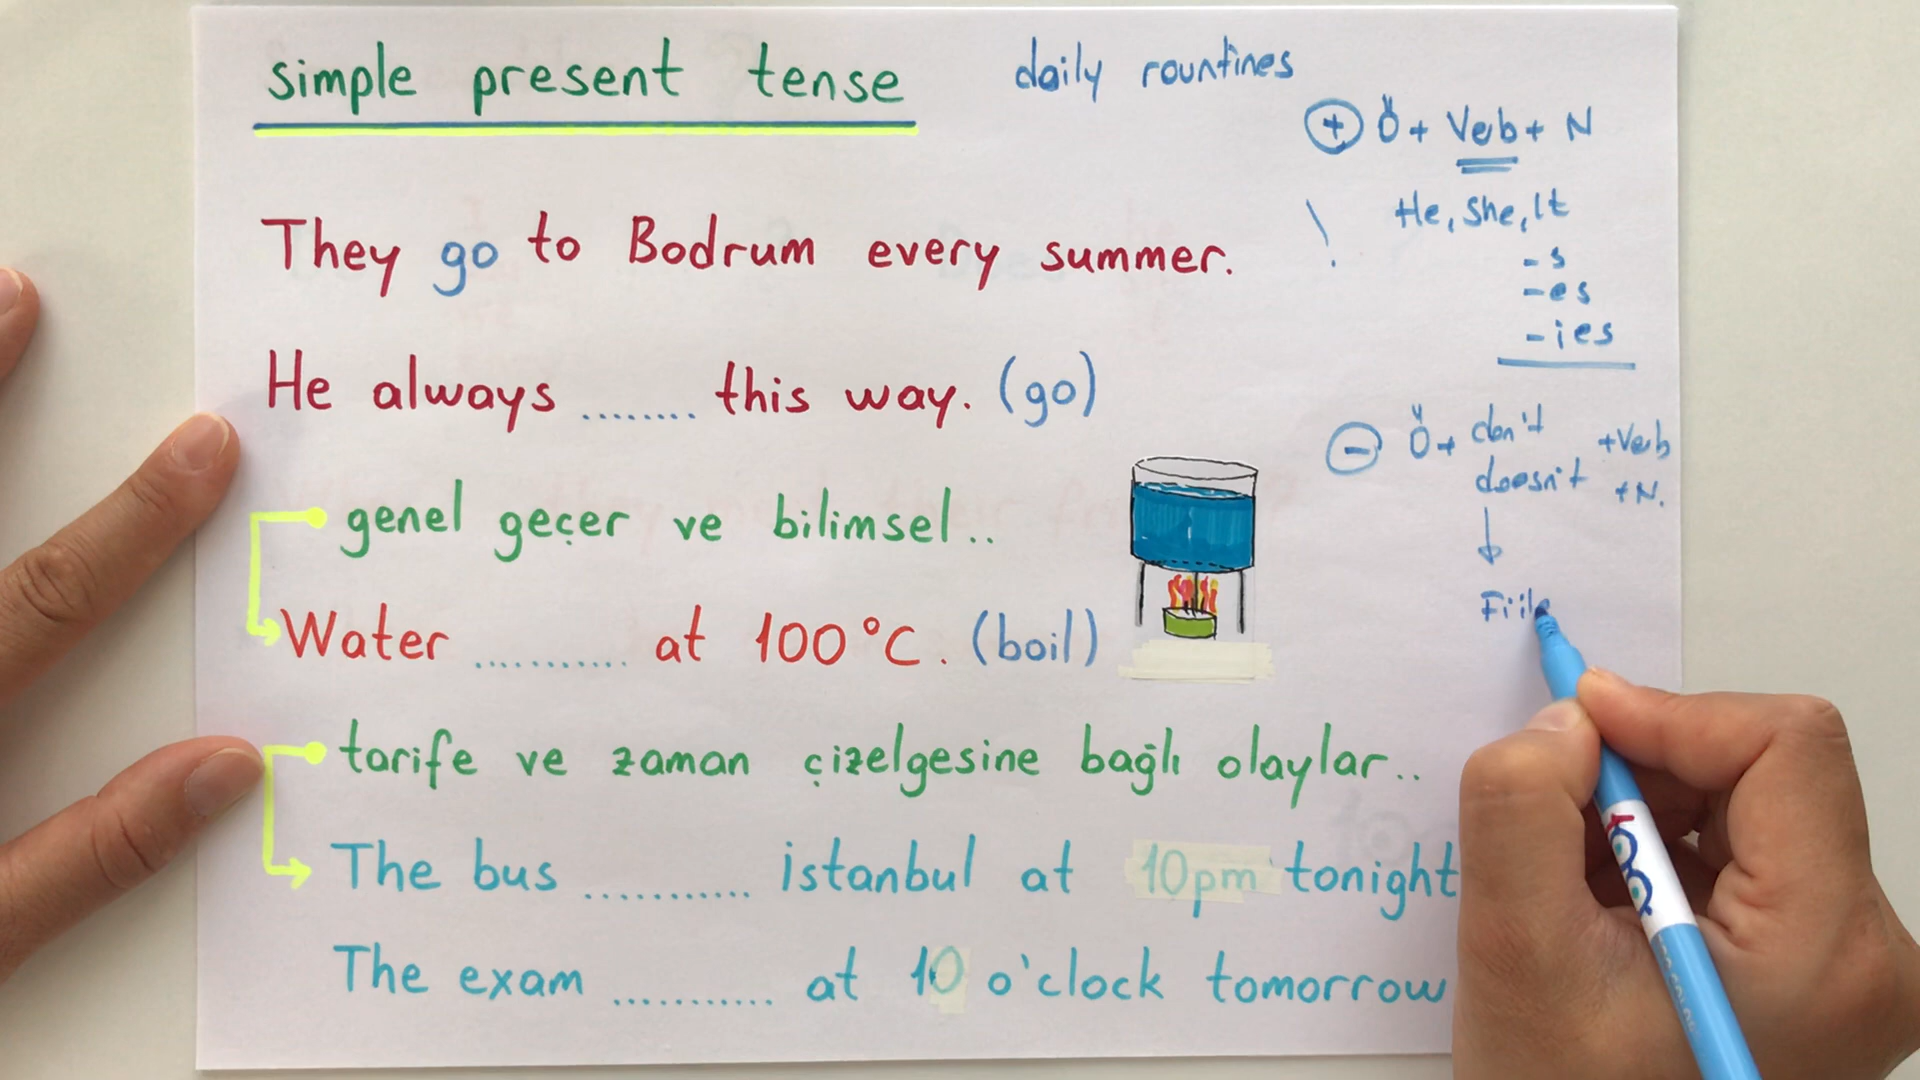 simple present tense
daily rountines
They go to Bodrum every summer.
He always ........ this way. (go)
genel geçer ve bilimsel..
Water ........... at 100°C. (boil)
tarife ve zaman çizelgesine bağlı olaylar..
The bus ........... istanbul at 10pm tonight
The exam ........... at 10 o'clock tomorrow
+ Ö + Veb + N
! He, She, It
-s
-es
-ies
- Ö + don't + Verb
doesn't + N.
↓